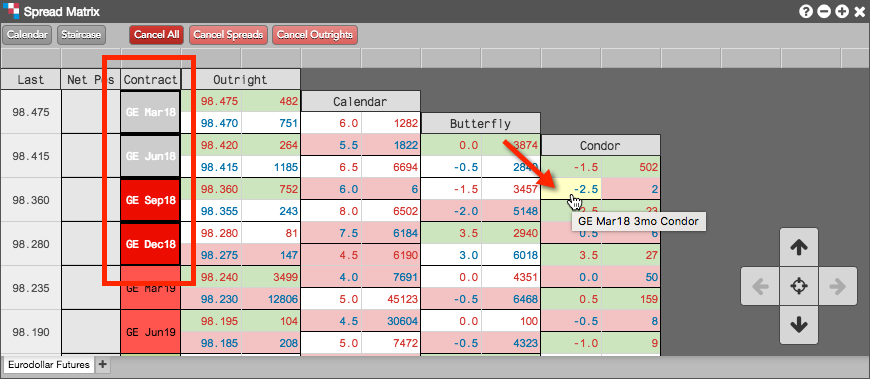 Spread Matrix
Calendar Staircase Cancel All Cancel Spreads Cancel Outrights
Last Net Pos Contract Outright
98.475 482 Calendar
98.475 GE Mar18
98.470 751 6.0 1282 Butterfly
98.420 264 5.5 1822 0.0 3874 Condor
98.415 GE Jun18
98.415 1185 6.5 6694 -0.5 2840 -1.5 502
98.360 752 6.0 6 -1.5 3457 -2.5 2
98.360 GE Sep18
98.355 243 8.0 6502 -2.0 5148
GE Mar18 3mo Condor
98.280 81 7.5 6184 3.5 2940 0.5 6
98.280 GE Dec18
98.275 147 4.5 6190 3.0 6018 3.5 27
98.240 3499 4.0 7691 0.0 4351 0.0 50
98.235 GE Mar19
98.230 12806 5.0 45123 -0.5 6468 0.5 159
98.195 104 4.5 30604 0.0 100 -0.5 8
98.190 GE Jun19
98.185 208 5.0 7472 -0.5 4323 -1.0 9
Eurodollar Futures